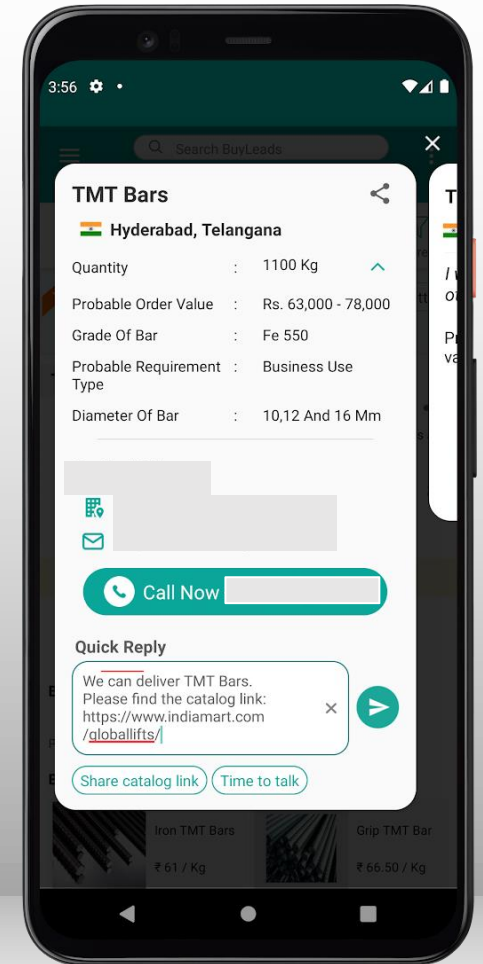 3:56
Search BuyLeads
TMT Bars
Hyderabad, Telangana
Quantity : 1100 Kg
Probable Order Value : Rs. 63,000 - 78,000
Grade Of Bar : Fe 550
Probable Requirement : Business Use
Type
Diameter Of Bar : 10,12 And 16 Mm
Call Now
Quick Reply
We can deliver TMT Bars.
Please find the catalog link:
https://www.indiamart.com
/globallifts/
Share catalog link Time to talk
Iron TMT Bars Grip TMT Bar
₹ 61 / Kg ₹ 66.50 / Kg